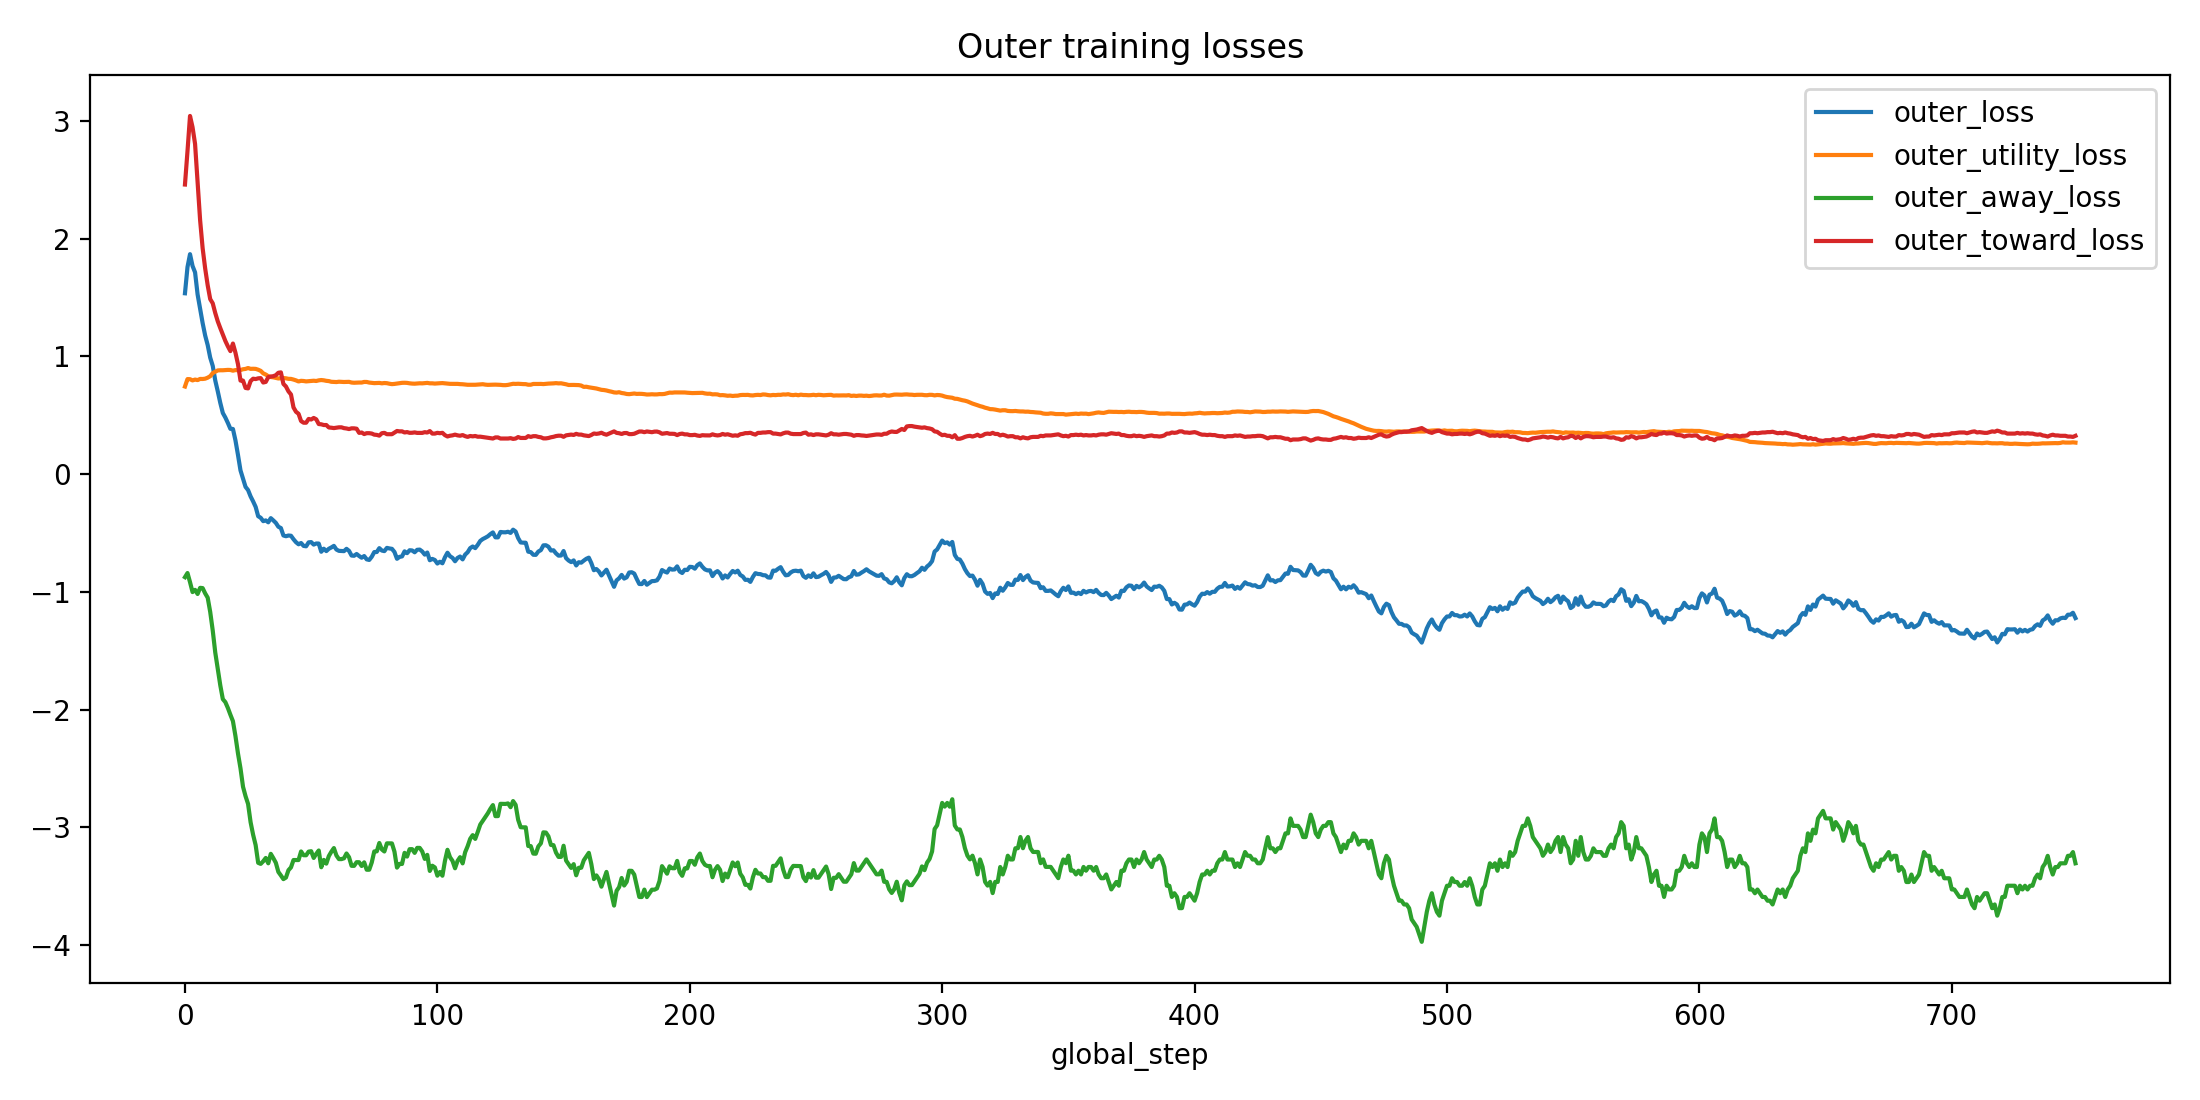 Outer training losses
3
2
1
0
−1
−2
−3
−4
outer_loss
outer_utility_loss
outer_away_loss
outer_toward_loss
0 100 200 300 400 500 600 700
global_step